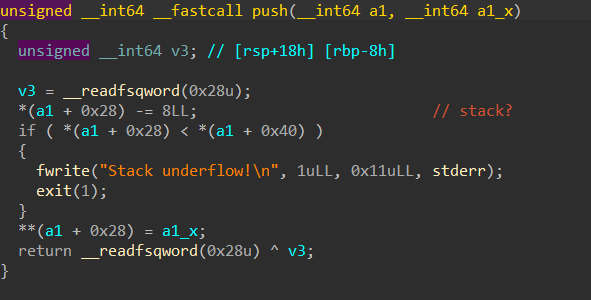 unsigned __int64 __fastcall push(__int64 a1, __int64 a1_x)
{
  unsigned __int64 v3; // [rsp+18h] [rbp-8h]

  v3 = __readfsqword(0x28u);
  *(a1 + 0x28) -= 8LL;                          // stack?
  if ( *(a1 + 0x28) < *(a1 + 0x40) )
  {
    fwrite("Stack underflow!\n", 1uLL, 0x11uLL, stderr);
    exit(1);
  }
  **(a1 + 0x28) = a1_x;
  return __readfsqword(0x28u) ^ v3;
}